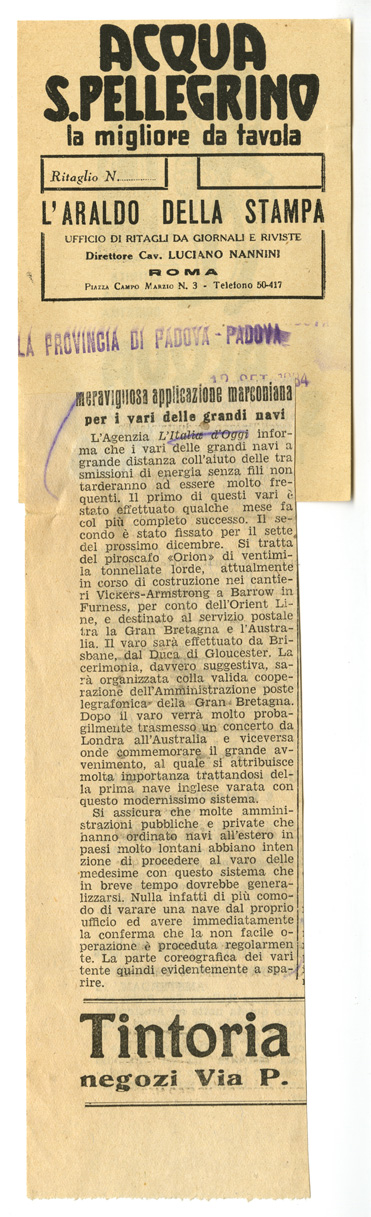 ACQUA
S.PELLEGRINO
la migliore da tavola
Ritaglio N.............
L'ARALDO DELLA STAMPA
UFFICIO DI RITAGLI DA GIORNALI E RIVISTE
Direttore Cav. LUCIANO NANNINI
ROMA
PIAZZA CAMPO MARZIO N. 3 - Telefono 50-417
LA PROVINCIA DI PADOVA - PADOVA
SET.
meravigliosa applicazione marconiana
per i vari delle grandi navi
L'Agenzia L'Italia d'Oggi infor-
ma che i vari delle grandi navi a
grande distanza coll'aiuto delle tra
smissioni di energia senza fili non
tarderanno ad essere molto fre-
quenti. Il primo di questi vari è
stato effettuato qualche mese fa
col più completo successo. Il se-
condo è stato fissato per il sette
del prossimo dicembre. Si tratta
del piroscafo «Orion» di ventimi-
la tonnellate lorde, attualmente
in corso di costruzione nei cantie-
ri Vickers-Armstrong a Barrow in
Furness, per conto dell'Orient Li-
ne, e destinato al servizio postale
tra la Gran Bretagna e l'Austra-
lia. Il varo sarà effettuato da Bri-
sbane, dal Duca di Gloucester. La
cerimonia, davvero suggestiva, sa-
rà organizzata colla valida coope-
razione dell'Amministrazione poste
legrafonica della Gran Bretagna.
Dopo il varo verrà molto proba-
gilmente trasmesso un concerto da
Londra all'Australia e viceversa
onde commemorare il grande av-
venimento, al quale si attribuisce
molta importanza trattandosi del-
la prima nave inglese varata con
questo modernissimo sistema.
Si assicura che molte ammini-
strazioni pubbliche e private che
hanno ordinato navi all'estero in
paesi molto lontani abbiano inten
zione di procedere al varo delle
medesime con questo sistema che
in breve tempo dovrebbe genera-
lizzarsi. Nulla infatti di più como-
do di varare una nave dal proprio
ufficio ed avere immediatamente
la conferma che la non facile o-
perazione è proceduta regolarmen
te. La parte coreografica dei vari
tente quindi evidentemente a spa-
rire.
Tintoria
negozi Via P.